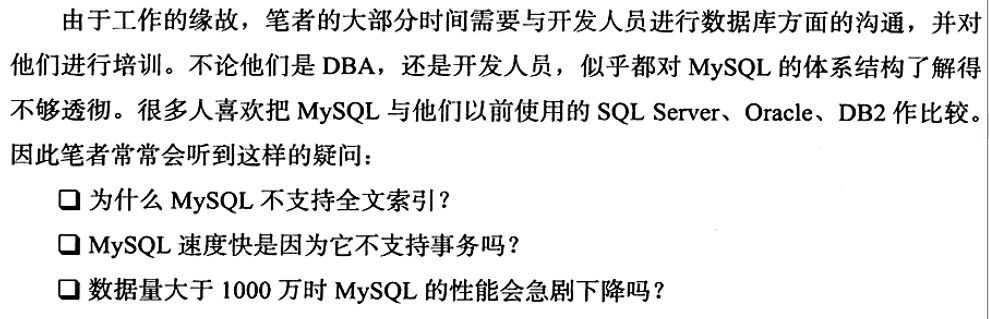 由于工作的缘故，笔者的大部分时间需要与开发人员进行数据库方面的沟通，并对
他们进行培训。不论他们是 DBA，还是开发人员，似乎都对 MySQL 的体系结构了解得
不够透彻。很多人喜欢把 MySQL 与他们以前使用的 SQL Server、Oracle、DB2 作比较。
因此笔者常常会听到这样的疑问：
❑ 为什么 MySQL 不支持全文索引？
❑ MySQL 速度快是因为它不支持事务吗？
❑ 数据量大于 1000 万时 MySQL 的性能会急剧下降吗？